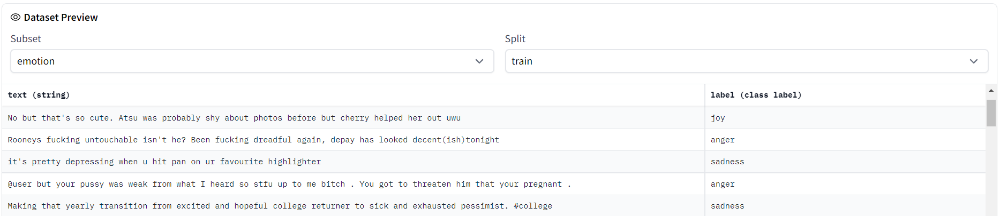 Dataset Preview
Subset
Split
emotion
train
text (string)
label (class label)
No but that's so cute. Atsu was probably shy about photos before but cherry helped her out uwu
joy
Rooneys fucking untouchable isn't he? Been fucking dreadful again, depay has looked decent(ish)tonight
anger
it's pretty depressing when u hit pan on ur favourite highlighter
sadness
@user but your pussy was weak from what I heard so stfu up to me bitch . You got to threaten him that your pregnant .
anger
Making that yearly transition from excited and hopeful college returner to sick and exhausted pessimist. #college
sadness